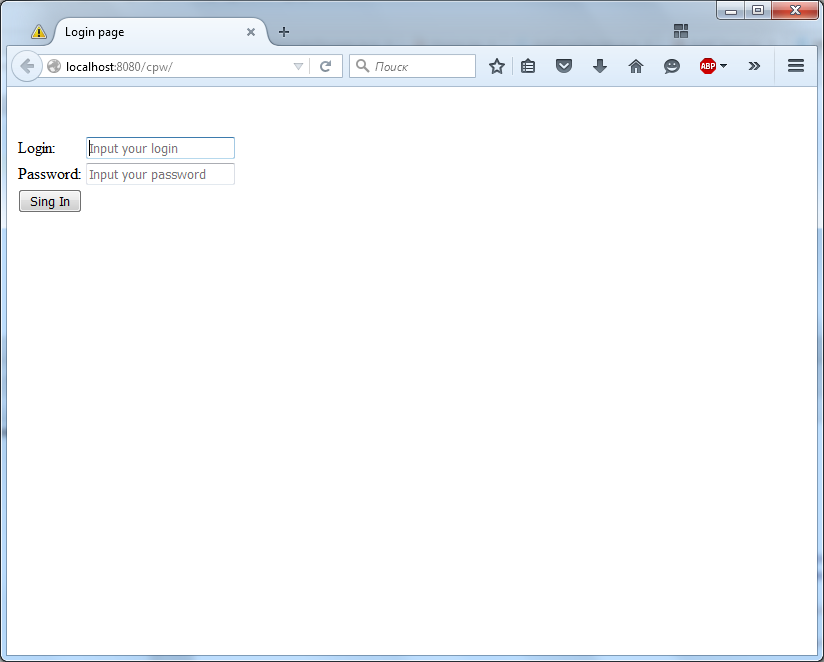 Login page
localhost:8080/cpw/
Поиск
ABP
Login:
Input your login
Password:
Input your password
Sing In